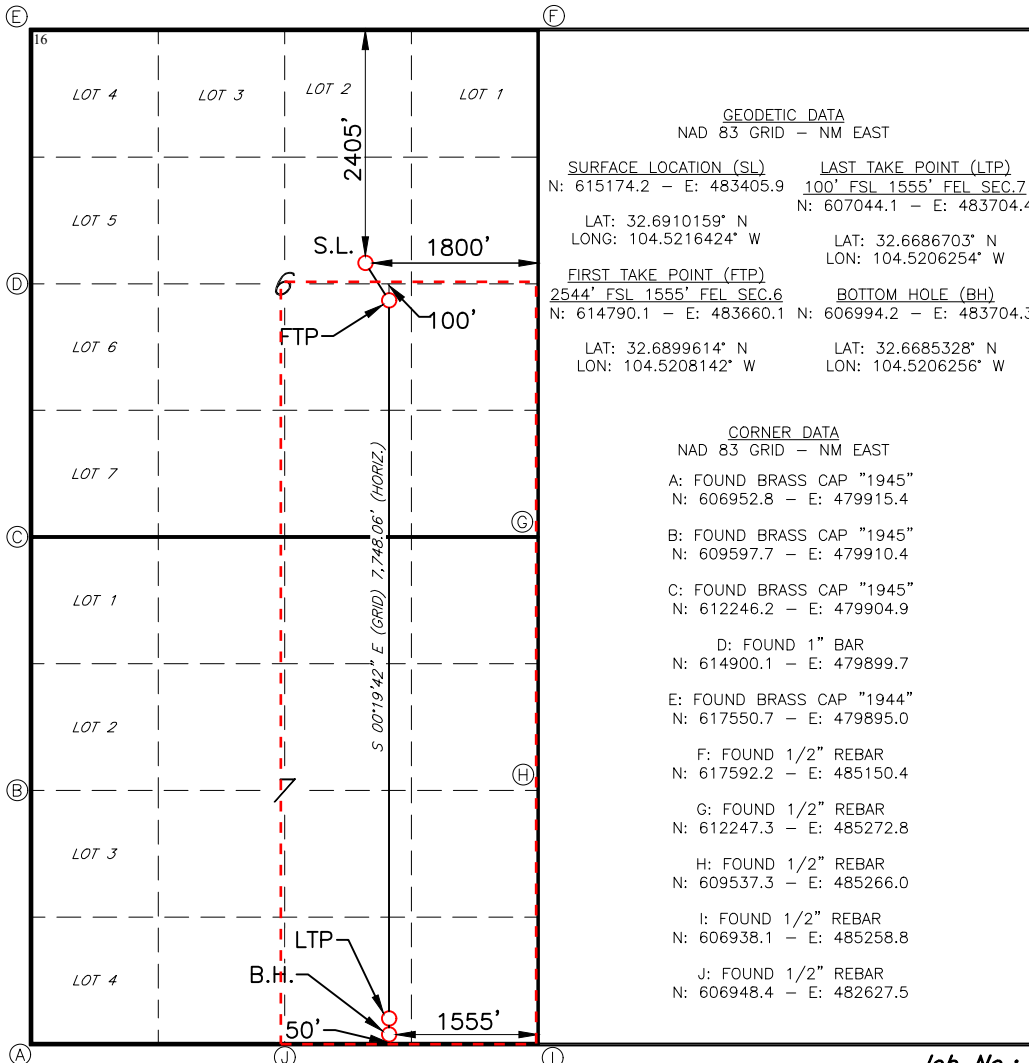 E
F
16
LOT 4
LOT 3
LOT 2
LOT 1
2405'
LOT 5
S.L.
1800'
D
6
100'
FTP
LOT 6
LOT 7
C
G
S 00°19'42" E (GRID) 7,748.06' (HORIZ.)
LOT 1
LOT 2
B
7
H
LOT 3
LTP
B.H.
LOT 4
1555'
50'
A
J
I
GEODETIC DATA
NAD 83 GRID – NM EAST
SURFACE LOCATION (SL)
N: 615174.2 – E: 483405.9
LAT: 32.6910159° N
LONG: 104.5216424° W
FIRST TAKE POINT (FTP)
2544' FSL 1555' FEL SEC.6
N: 614790.1 – E: 483660.1
LAT: 32.6899614° N
LON: 104.5208142° W
LAST TAKE POINT (LTP)
100' FSL 1555' FEL SEC.7
N: 607044.1 – E: 483704.4
LAT: 32.6686703° N
LON: 104.5206254° W
BOTTOM HOLE (BH)
N: 606994.2 – E: 483704.3
LAT: 32.6685328° N
LON: 104.5206256° W
CORNER DATA
NAD 83 GRID – NM EAST
A: FOUND BRASS CAP "1945"
N: 606952.8 – E: 479915.4
B: FOUND BRASS CAP "1945"
N: 609597.7 – E: 479910.4
C: FOUND BRASS CAP "1945"
N: 612246.2 – E: 479904.9
D: FOUND 1" BAR
N: 614900.1 – E: 479899.7
E: FOUND BRASS CAP "1944"
N: 617550.7 – E: 479895.0
F: FOUND 1/2" REBAR
N: 617592.2 – E: 485150.4
G: FOUND 1/2" REBAR
N: 612247.3 – E: 485272.8
H: FOUND 1/2" REBAR
N: 609537.3 – E: 485266.0
I: FOUND 1/2" REBAR
N: 606938.1 – E: 485258.8
J: FOUND 1/2" REBAR
N: 606948.4 – E: 482627.5